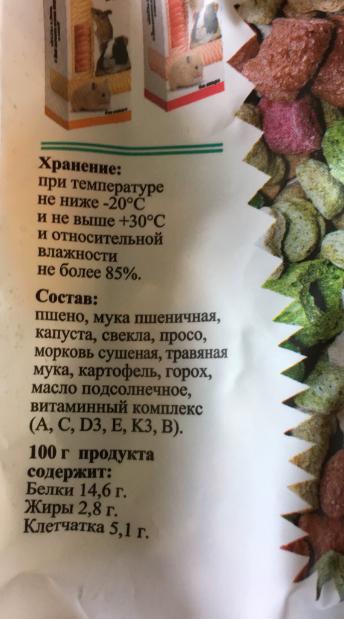 Хранение:
при температуре
не ниже -20°С
и не выше +30°С
и относительной
влажности
не более 85%.
Состав:
пшено, мука пшеничная,
капуста, свекла, просо,
морковь сушеная, травяная
мука, картофель, горох,
масло подсолнечное,
витаминный комплекс
(А, С, D3, Е, К3, В).
100 г продукта
содержит:
Белки 14,6 г.
Жиры 2,8 г.
Клетчатка 5,1 г.